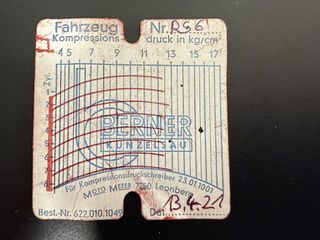 Fahrzeug Nr. RS6
Kompressions- druck in kg/cm²
4 5 7 9 11 13 15 17
Zyl.
1
2
3
4
5
6
7
8
BERNER
KÜNZELSAU
Für Kompressionsdruckschreiber 23.01.1001
MOTO METER 7250 Leonberg
Best.-Nr. 622.010.1049 Dat. 13.4.21